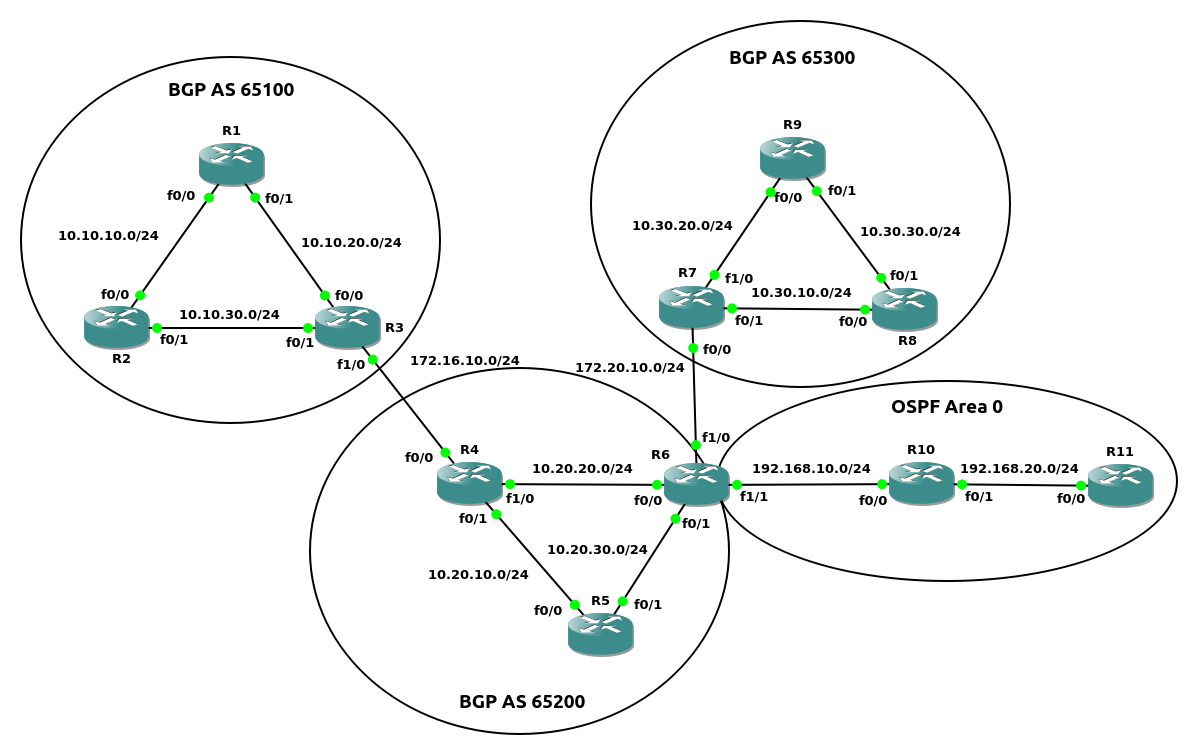 BGP AS 65300
BGP AS 65100
R9
R1
f0/0
f0/1
f0/0
f0/1
10.30.20.0/24
10.30.30.0/24
10.10.10.0/24
10.10.20.0/24
R7
f1/0
f0/1
10.30.10.0/24
f0/0
f0/0
10.10.30.0/24
f0/1
f0/0
R8
R3
f0/1
f0/1
R2
f0/0
f1/0
172.16.10.0/24
172.20.10.0/24
OSPF Area 0
f1/0
R4
f0/0
R6
R10
R11
10.20.20.0/24
192.168.10.0/24
192.168.20.0/24
f1/0
f0/0
f1/1
f0/0
f0/1
f0/0
f0/1
f0/1
10.20.30.0/24
10.20.10.0/24
R5
f0/0
f0/1
BGP AS 65200